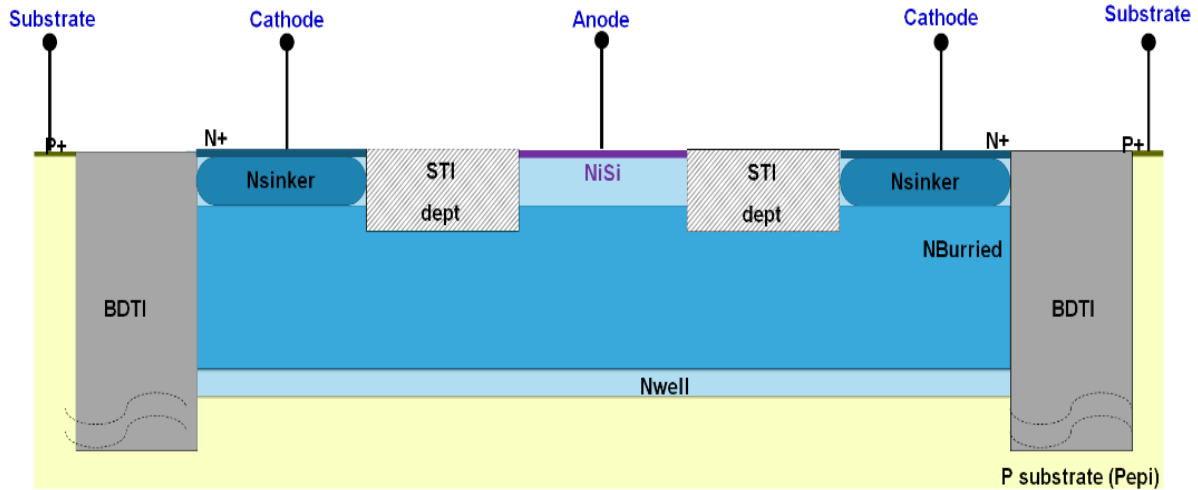 Substrate
Cathode
Anode
Cathode
Substrate
P+
N+
N+
P+
Nsinker
STI
dept
NiSi
STI
dept
Nsinker
NBurried
BDTI
BDTI
Nwell
P substrate (Pepi)